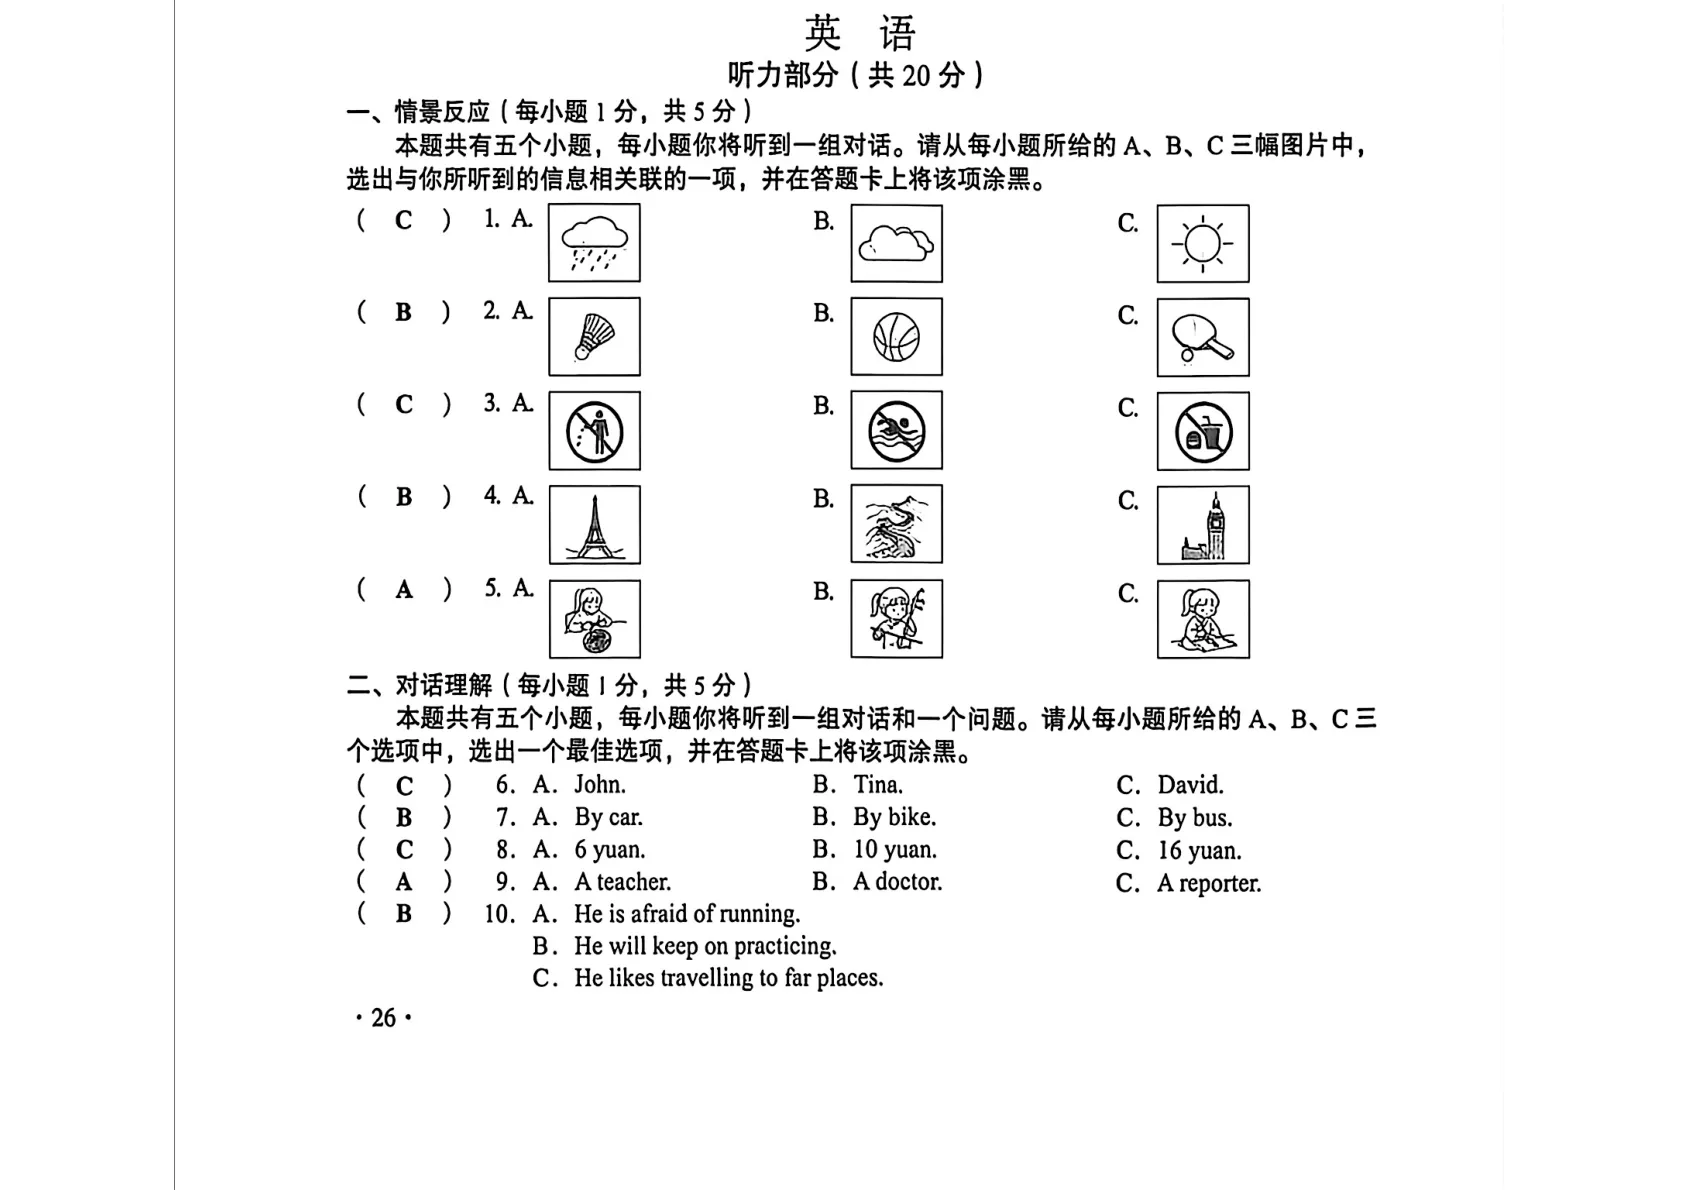 英 语
听力部分(共20分)
一、情景反应(每小题1分,共5分)
本题共有五个小题,每小题你将听到一组对话。请从每小题所给的A、B、C三幅图片中,
选出与你所听到的信息相关联的一项,并在答题卡上将该项涂黑。
( C ) 1. A. B. C.
( B ) 2. A. B. C.
( C ) 3. A. B. C.
( B ) 4. A. B. C.
( A ) 5. A. B. C.
二、对话理解(每小题1分,共5分)
本题共有五个小题,每小题你将听到一组对话和一个问题。请从每小题所给的A、B、C三
个选项中,选出一个最佳选项,并在答题卡上将该项涂黑。
( C ) 6. A. John. B. Tina. C. David.
( B ) 7. A. By car. B. By bike. C. By bus.
( C ) 8. A. 6 yuan. B. 10 yuan. C. 16 yuan.
( A ) 9. A. A teacher. B. A doctor. C. A reporter.
( B ) 10. A. He is afraid of running.
B. He will keep on practicing.
C. He likes travelling to far places.
·26·